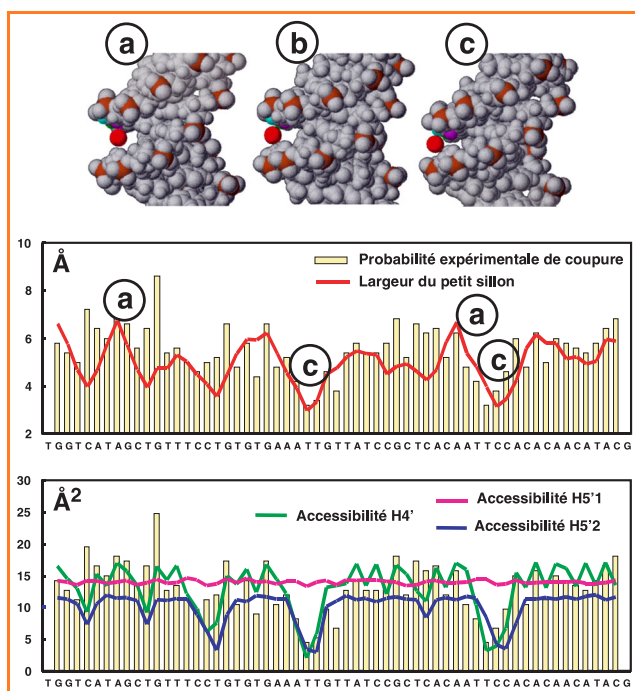 a
b
c
10
Å
Probabilité expérimentale de coupure
Largeur du petit sillon
a
a
8
6
c
c
4
2
T G G T C A T A G C T G T T T C C T G T G T G A A A T T G T T A T C C G C T C A C A A T T C C A C A C A A C A T A C G
30
Å2
Accessibilité H4'
Accessibilité H5'1
Accessibilité H5'2
25
20
15
10
5
0
T G G T C A T A G C T G T T T C C T G T G T G A A A T T G T T A T C C G C T C A C A A T T C C A C A C A A C A T A C G